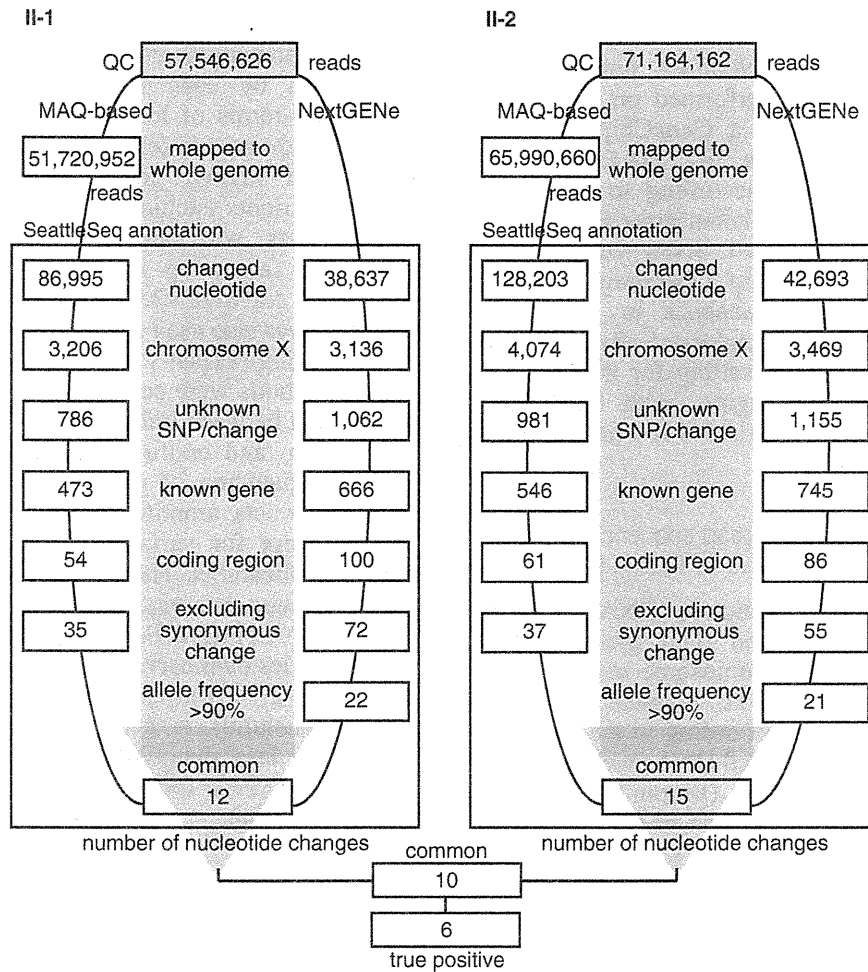 II-1
QC 57,546,626 reads
MAQ-based NextGENe
51,720,952 mapped to
whole genome
reads
SeattleSeq annotation
86,995 changed
nucleotide 38,637
3,206 chromosome X 3,136
786 unknown
SNP/change 1,062
473 known gene 666
54 coding region 100
35 excluding
synonymous
change 72
allele frequency
>90% 22
common
12
number of nucleotide changes
II-2
QC 71,164,162 reads
MAQ-based NextGENe
65,990,660 mapped to
whole genome
reads
SeattleSeq annotation
128,203 changed
nucleotide 42,693
4,074 chromosome X 3,469
981 unknown
SNP/change 1,155
546 known gene 745
61 coding region 86
37 excluding
synonymous
change 55
allele frequency
>90% 21
common
15
number of nucleotide changes
common
10
6
true positive